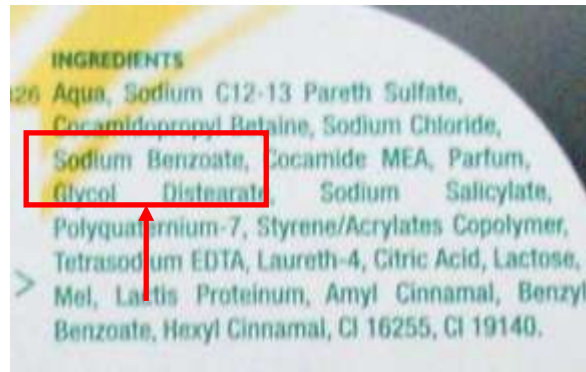 INGREDIENTS
026 Aqua, Sodium C12-13 Pareth Sulfate,
Cocamidopropyl Betaine, Sodium Chloride,
Sodium Benzoate, Cocamide MEA, Parfum,
Glycol Distearate, Sodium Salicylate,
Polyquaternium-7, Styrene/Acrylates Copolymer,
Tetrasodium EDTA, Laureth-4, Citric Acid, Lactose,
> Mel, Lactis Proteinum, Amyl Cinnamal, Benzyl
Benzoate, Hexyl Cinnamal, CI 16255, CI 19140.